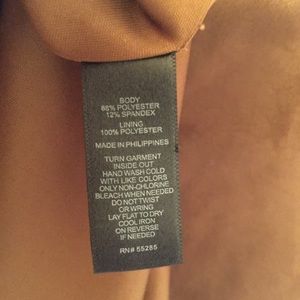 BODY
88% POLYESTER
12% SPANDEX
LINING
100% POLYESTER
MADE IN PHILIPPINES
TURN GARMENT
INSIDE OUT
HAND WASH COLD
WITH LIKE COLORS
ONLY NON-CHLORINE
BLEACH WHEN NEEDED
DO NOT TWIST
OR WRING
LAY FLAT TO DRY
COOL IRON
ON REVERSE
IF NEEDED
RN# 55285